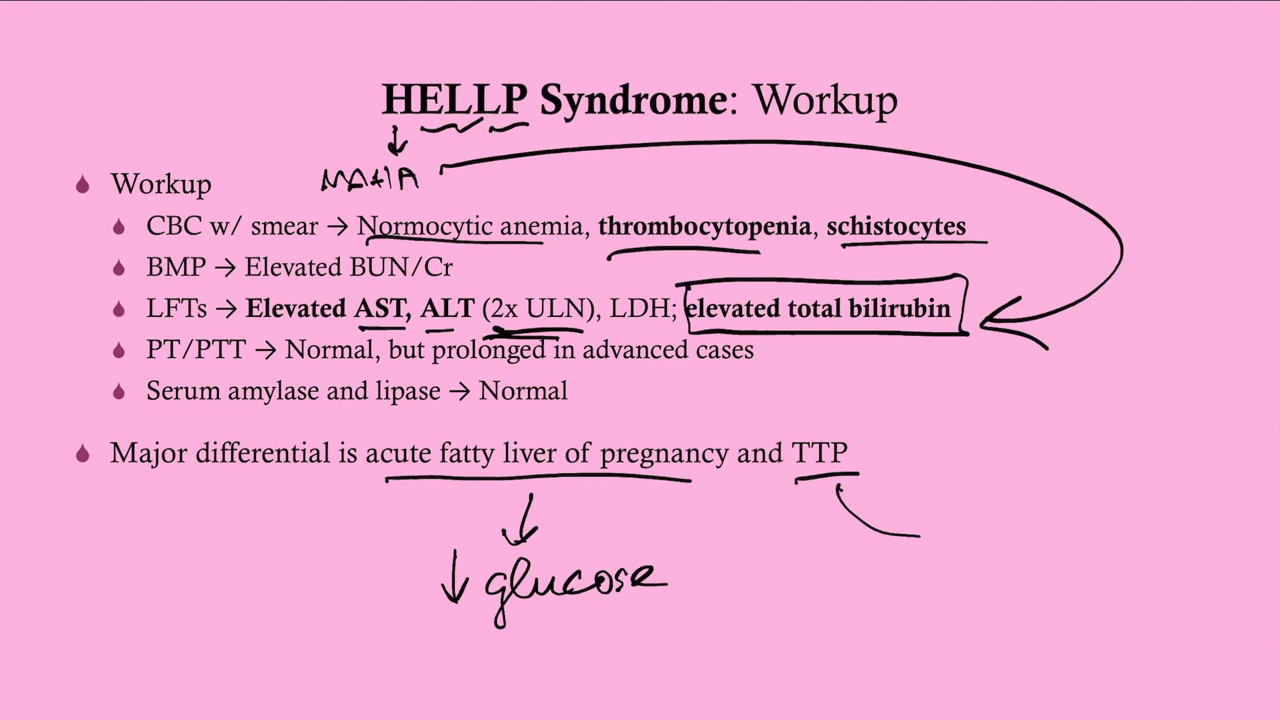 HELLP Syndrome: Workup
MAHA
Workup
CBC w/ smear → Normocytic anemia, thrombocytopenia, schistocytes
BMP → Elevated BUN/Cr
LFTs → Elevated AST, ALT (2x ULN), LDH; elevated total bilirubin
PT/PTT → Normal, but prolonged in advanced cases
Serum amylase and lipase → Normal
Major differential is acute fatty liver of pregnancy and TTP
↓ glucose